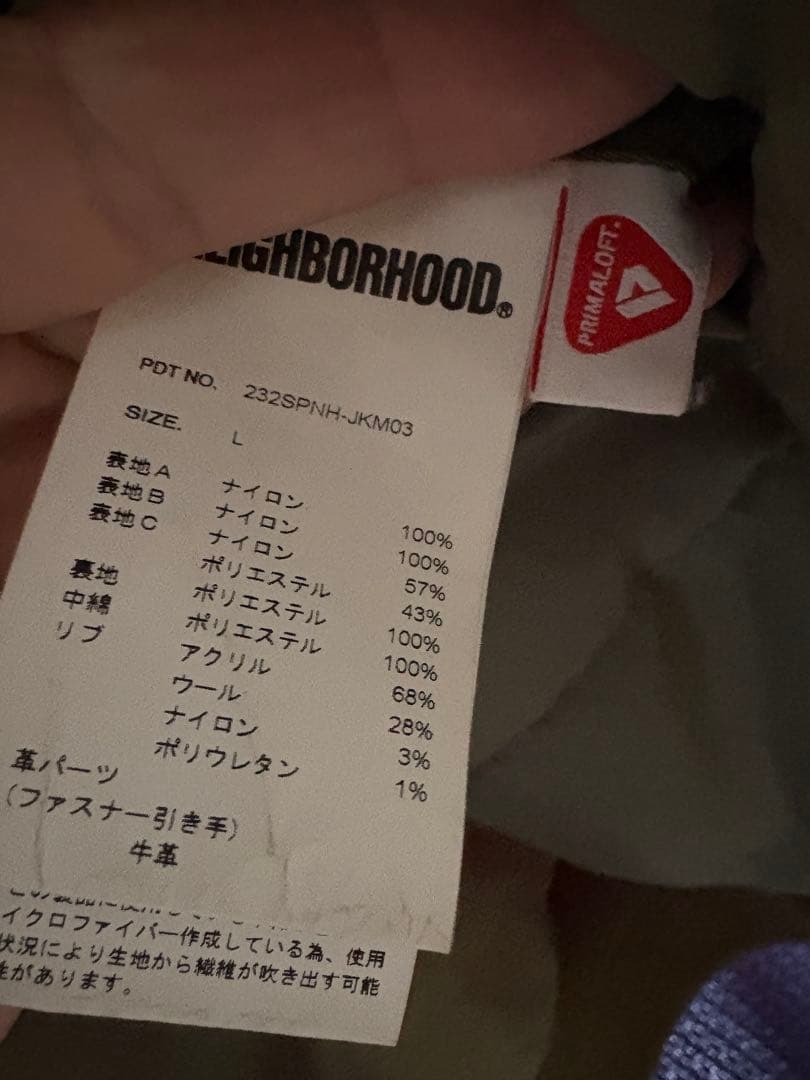 NEIGHBORHOOD®
PRIMALOFT®
PDT NO. 232SPNH-JKM03
SIZE. L
表地A ナイロン 100%
表地B ナイロン 100%
表地C ナイロン 57%
ポリエステル 43%
裏地 ポリエステル 100%
中綿 ポリエステル 100%
リブ アクリル 68%
ウール 28%
ナイロン 3%
ポリウレタン 1%
革パーツ
(ファスナー引き手)
牛革
イクロファイバー作成している為、使用
状況により生地から繊維が吹き出す可能
性があります。